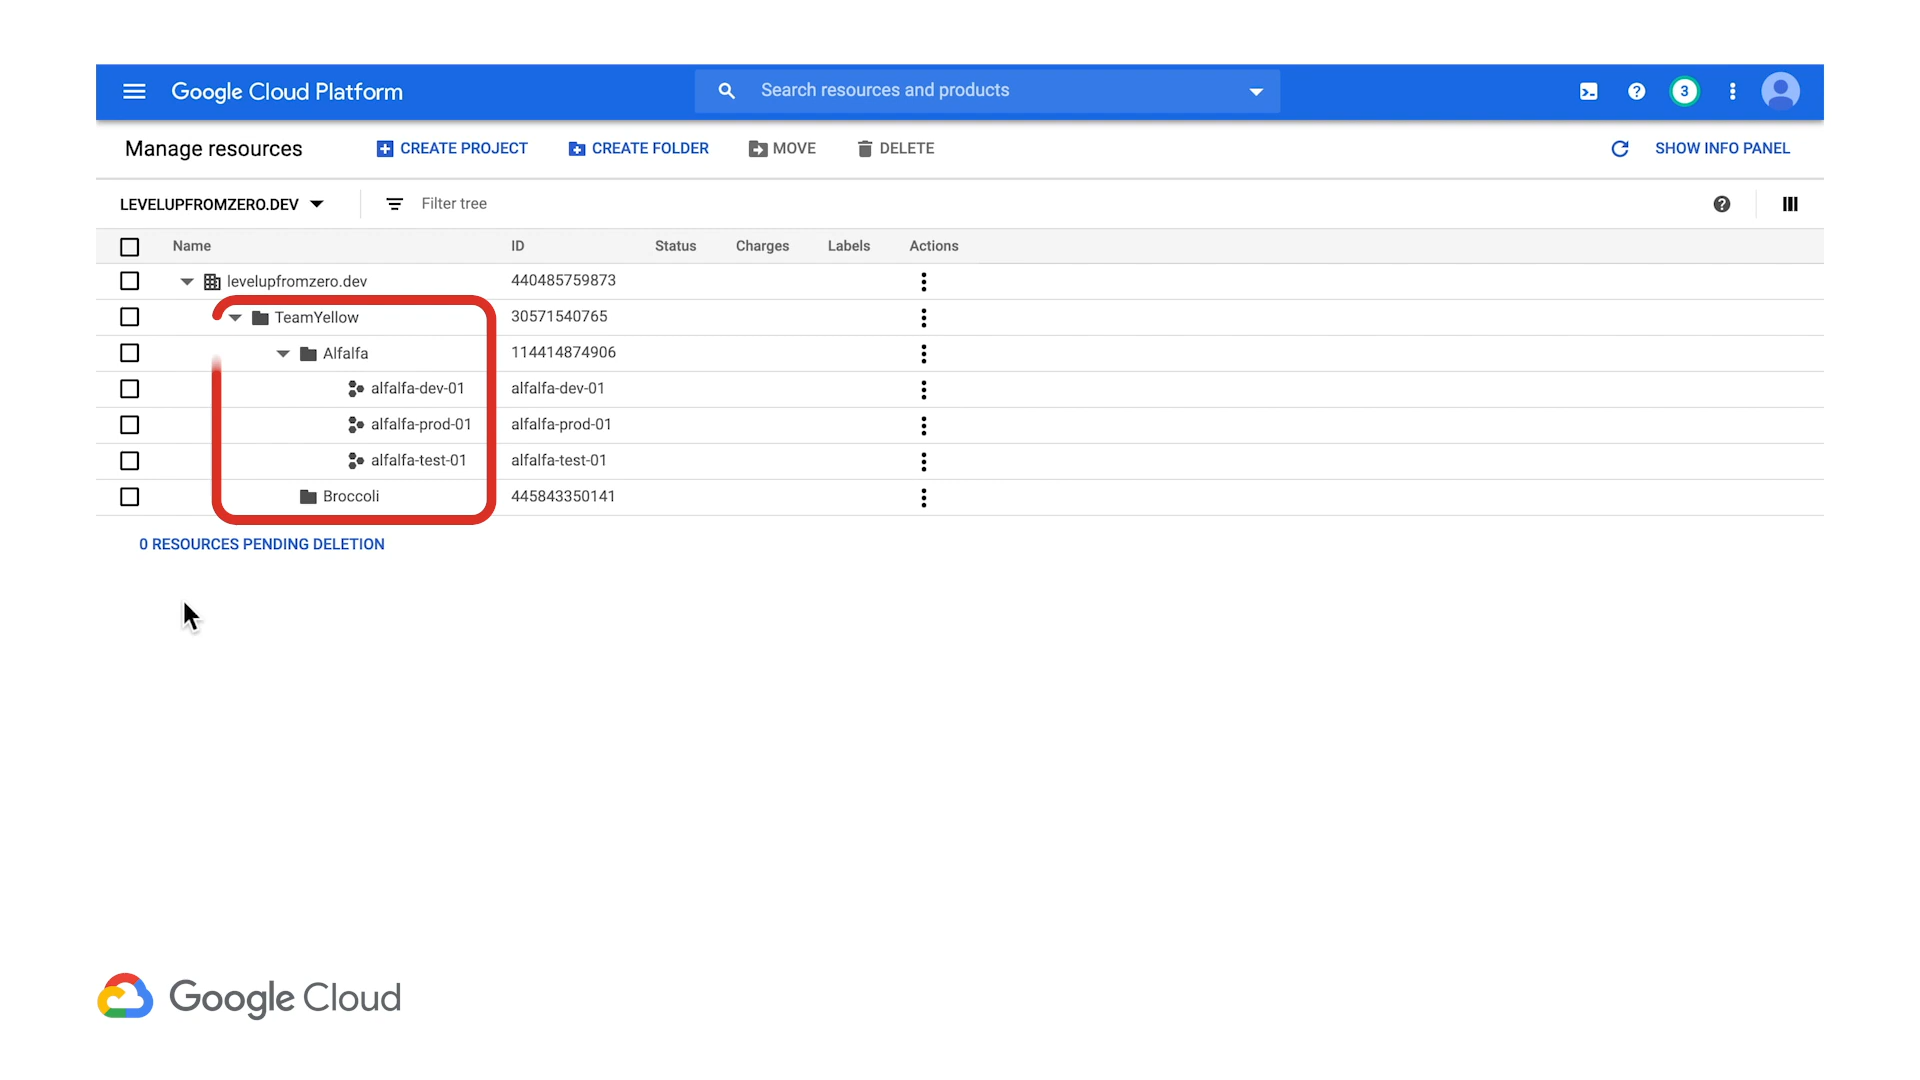 Google Cloud Platform
Search resources and products
3
Manage resources
CREATE PROJECT
CREATE FOLDER
MOVE
DELETE
SHOW INFO PANEL
LEVELUPFROMZERO.DEV
Filter tree
Name ID Status Charges Labels Actions
levelupfromzero.dev 440485759873
TeamYellow 30571540765
Alfalfa 114414874906
alfalfa-dev-01 alfalfa-dev-01
alfalfa-prod-01 alfalfa-prod-01
alfalfa-test-01 alfalfa-test-01
Broccoli 445843350141
0 RESOURCES PENDING DELETION
Google Cloud